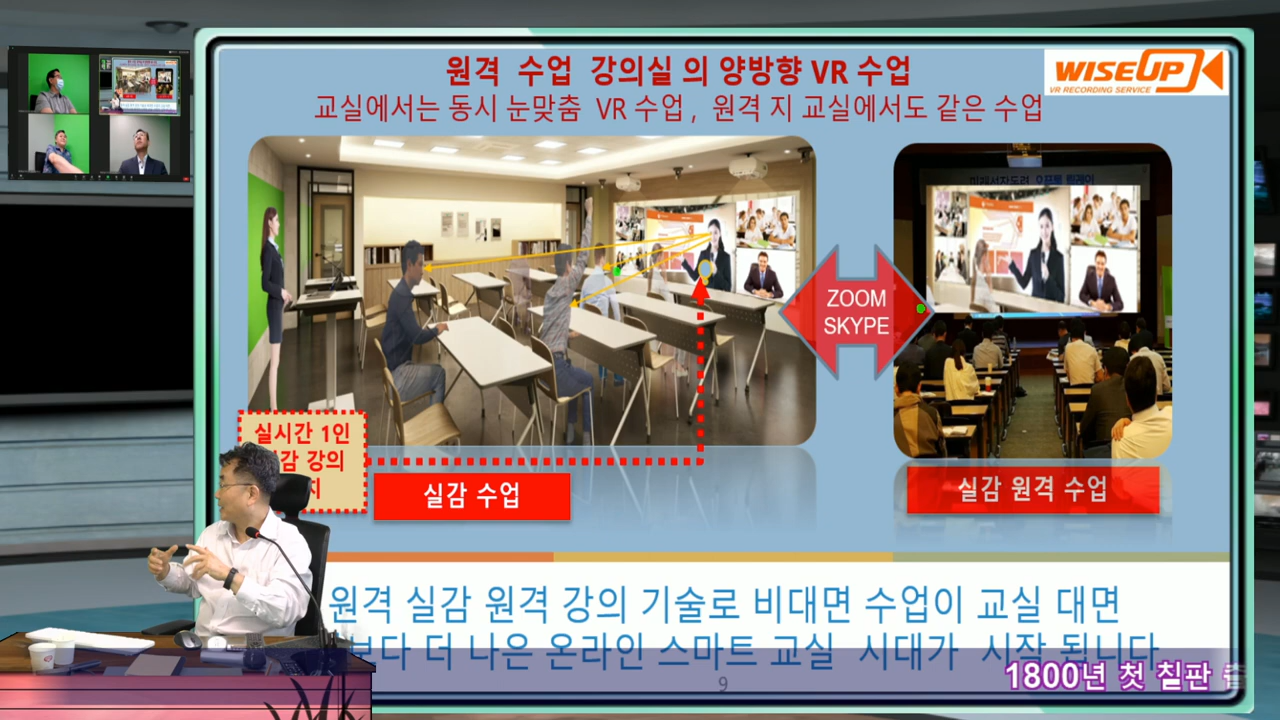 원격 수업 강의실 의 양방향 VR 수업
교실에서는 동시 눈맞춤 VR 수업 , 원격 지 교실에서도 같은 수업
WISEUP
VR RECORDING SERVICE
ZOOM
SKYPE
실시간 1인
감 강의
지
실감 수업
실감 원격 수업
원격 실감 원격 강의 기술로 비대면 수업이 교실 대면
보다 더 나은 온라인 스마트 교실 시대가 시작 됩니다
9
1800년 첫 칠판